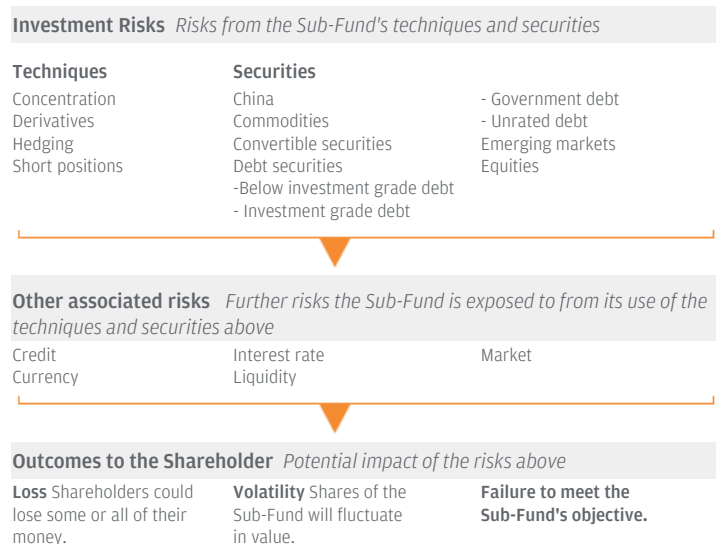 Investment Risks Risks from the Sub-Fund's techniques and securities
Techniques
Concentration
Derivatives
Hedging
Short positions
Securities
China
Commodities
Convertible securities
Debt securities
-Below investment grade debt
- Investment grade debt
- Government debt
- Unrated debt
Emerging markets
Equities
Other associated risks Further risks the Sub-Fund is exposed to from its use of the
techniques and securities above
Credit
Currency
Interest rate
Liquidity
Market
Outcomes to the Shareholder Potential impact of the risks above
Loss Shareholders could
lose some or all of their
money.
Volatility Shares of the
Sub-Fund will fluctuate
in value.
Failure to meet the
Sub-Fund's objective.